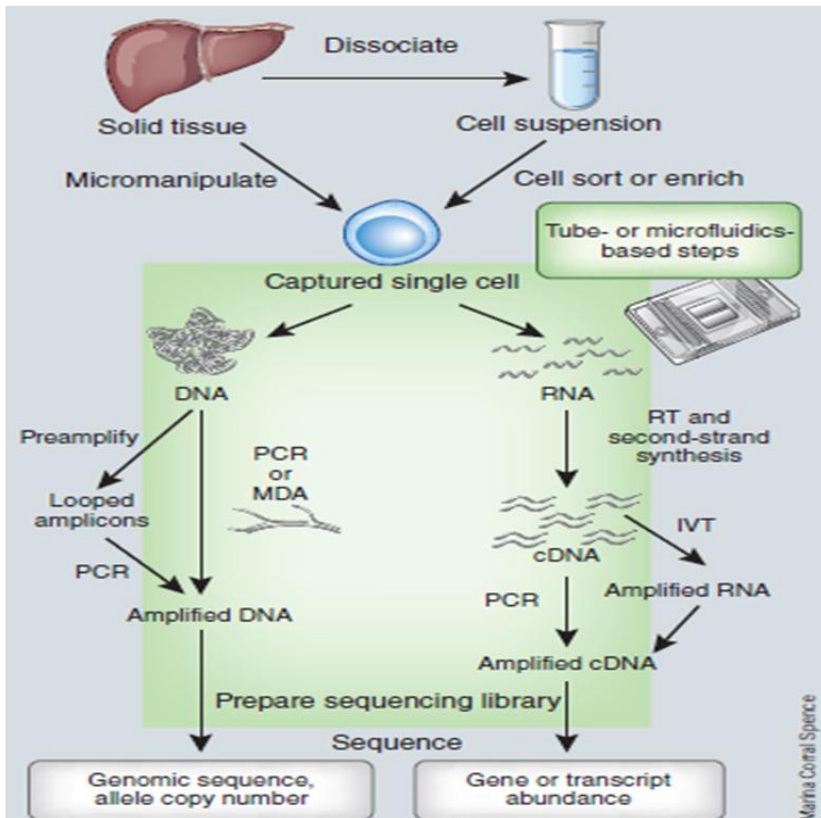 Dissociate
Solid tissue
Cell suspension
Micromanipulate
Cell sort or enrich
Tube- or microfluidics-
based steps
Captured single cell
DNA
RNA
Preamplify
PCR
or
MDA
RT and
second-strand
synthesis
Looped
amplicons
cDNA
IVT
PCR
PCR
Amplified RNA
Amplified DNA
Amplified cDNA
Prepare sequencing library
Sequence
Genomic sequence,
allele copy number
Gene or transcript
abundance
Marina Corral Spence